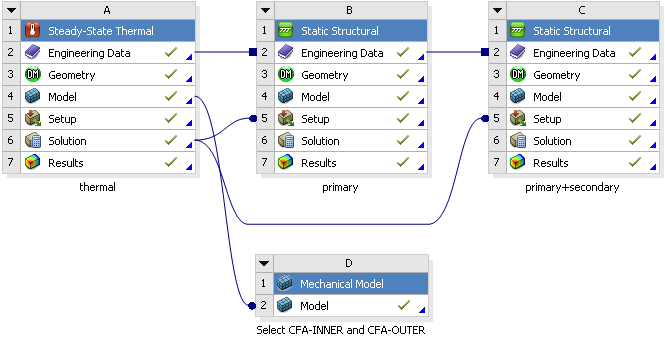 A
1 Steady-State Thermal
2 Engineering Data
3 Geometry
4 Model
5 Setup
6 Solution
7 Results
thermal
B
1 Static Structural
2 Engineering Data
3 Geometry
4 Model
5 Setup
6 Solution
7 Results
primary
C
1 Static Structural
2 Engineering Data
3 Geometry
4 Model
5 Setup
6 Solution
7 Results
primary+secondary
D
1 Mechanical Model
2 Model
Select CFA-INNER and CFA-OUTER